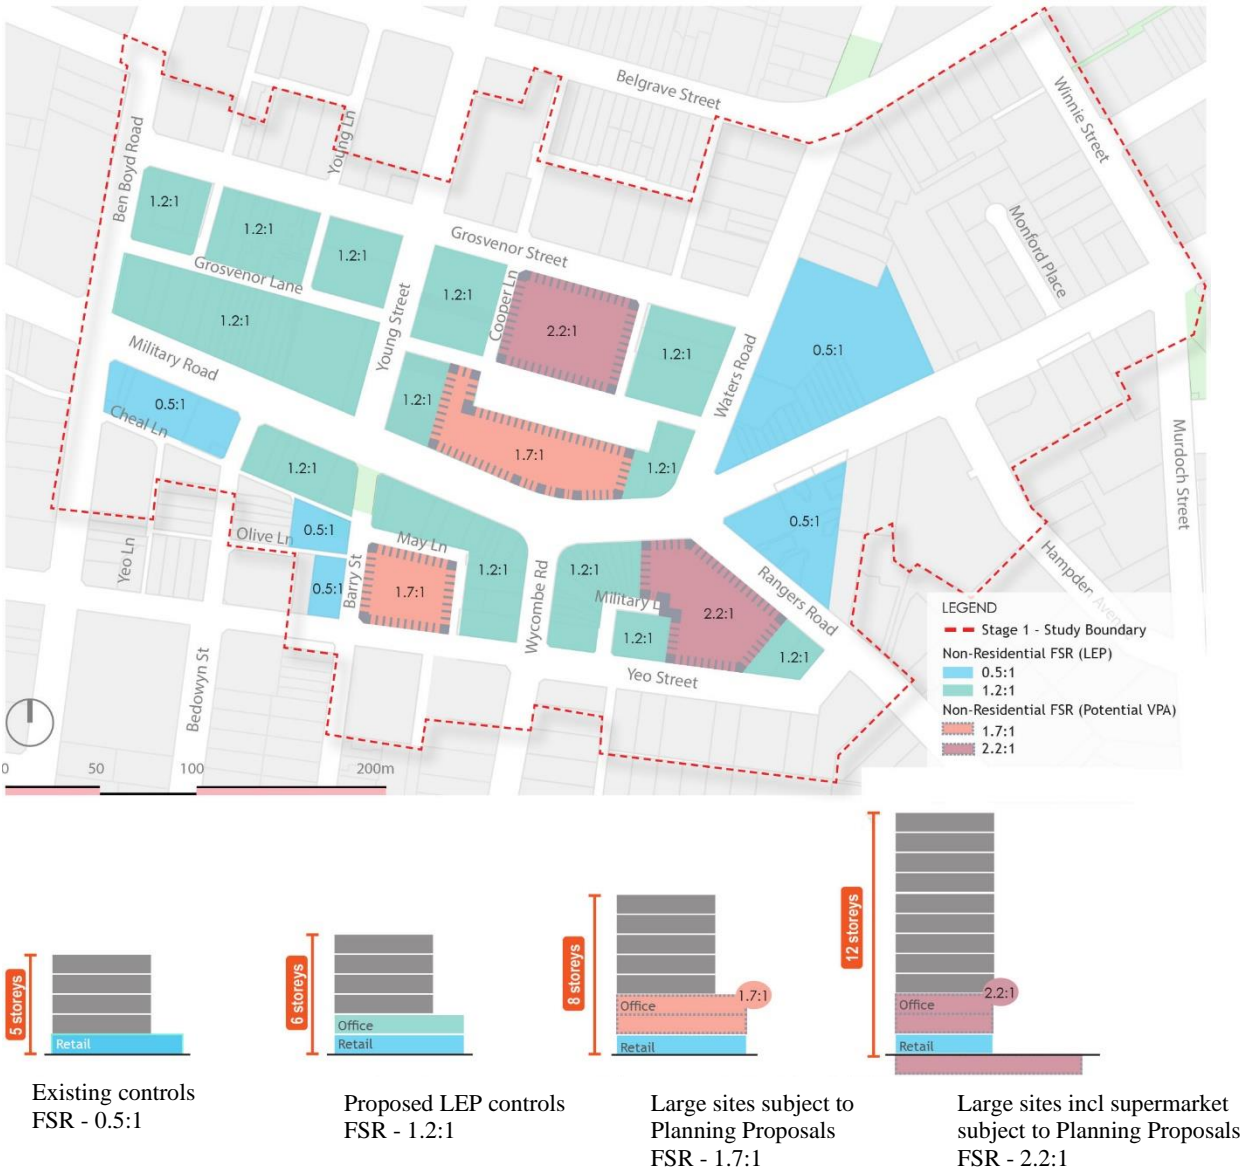 Belgrave Street
Winnie Street
Young Ln
Ben Boyd Road
Monford Place
1.2:1
1.2:1
1.2:1
Grosvenor Street
Grosvenor Lane
1.2:1
Cooper Ln
1.2:1
Young Street
2.2:1
0.5:1
1.2:1
Waters Road
Military Road
0.5:1
Cheal Ln
1.2:1
1.7:1
1.2:1
1.2:1
Murdoch Street
Olive Ln
0.5:1
May Ln
0.5:1
Yeo Ln
0.5:1
Barry St
1.7:1
1.2:1
Wycombe Rd
1.2:1
Military L
2.2:1
Rangers Road
Hampden Aven
1.2:1
1.2:1
Yeo Street
Bedowyn St
LEGEND
Stage 1 - Study Boundary
Non-Residential FSR (LEP)
0.5:1
1.2:1
Non-Residential FSR (Potential VPA)
1.7:1
2.2:1
0 50 100 200m
5 storeys
Retail
6 storeys
Office
Retail
8 storeys
1.7:1
Office
Retail
12 storeys
2.2:1
Office
Retail
Existing controls
FSR - 0.5:1
Proposed LEP controls
FSR - 1.2:1
Large sites subject to
Planning Proposals
FSR - 1.7:1
Large sites incl supermarket
subject to Planning Proposals
FSR - 2.2:1